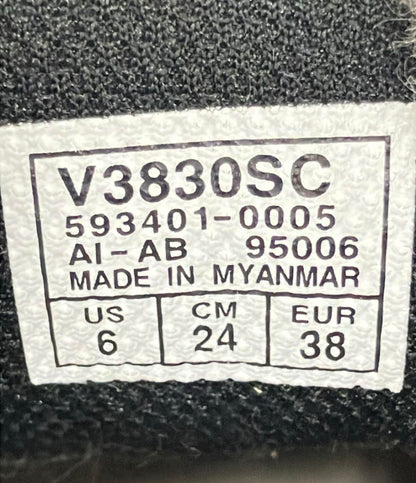 V3830SC
593401-0005
AI-AB 95006
MADE IN MYANMAR
US CM EUR
6 24 38